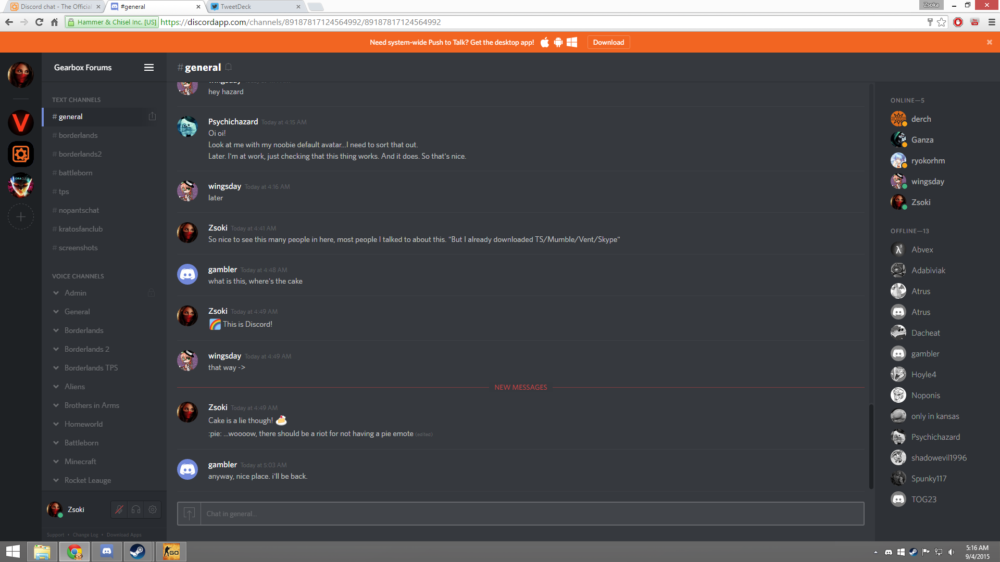 Discord chat - The Official
#general
TweetDeck
Zsoka
Hammer & Chisel Inc. [US]
https://discordapp.com/channels/89187817124564992/89187817124564992
Need system-wide Push to Talk? Get the desktop app!
Download
Gearbox Forums
TEXT CHANNELS
# general
# borderlands
# borderlands2
# battleborn
# tps
# nopantschat
# kratosfanclub
# screenshots
VOICE CHANNELS
Admin
General
Borderlands
Borderlands 2
Borderlands TPS
Aliens
Brothers in Arms
Homeworld
Battleborn
Minecraft
Rocket Leauge
Zsoki
Support • Change Log • Download Apps
#general
wingsday
hey hazard
Psychichazard Today at 4:15 AM
Oi oi!
Look at me with my noobie default avatar...I need to sort that out.
Later. I'm at work, just checking that this thing works. And it does. So that's nice.
wingsday Today at 4:16 AM
later
Zsoki Today at 4:41 AM
So nice to see this many people in here, most people I talked to about this. "But I already downloaded TS/Mumble/Vent/Skype"
gambler Today at 4:48 AM
what is this, where's the cake
Zsoki Today at 4:49 AM
This is Discord!
wingsday Today at 4:49 AM
that way ->
NEW MESSAGES
Zsoki Today at 4:49 AM
Cake is a lie though!
:pie: ...woooow, there should be a riot for not having a pie emote (edited)
gambler Today at 5:03 AM
anyway, nice place. i'll be back.
Chat in general...
ONLINE—5
derch
Ganza
ryokorhm
wingsday
Zsoki
OFFLINE—13
Abvex
Adabiviak
Atrus
Atrus
Dacheat
gambler
Hoyle4
Noponis
only in kansas
Psychichazard
shadowevil1996
Spunky117
TOG23
ORACLE
GO
5:16 AM
9/4/2015